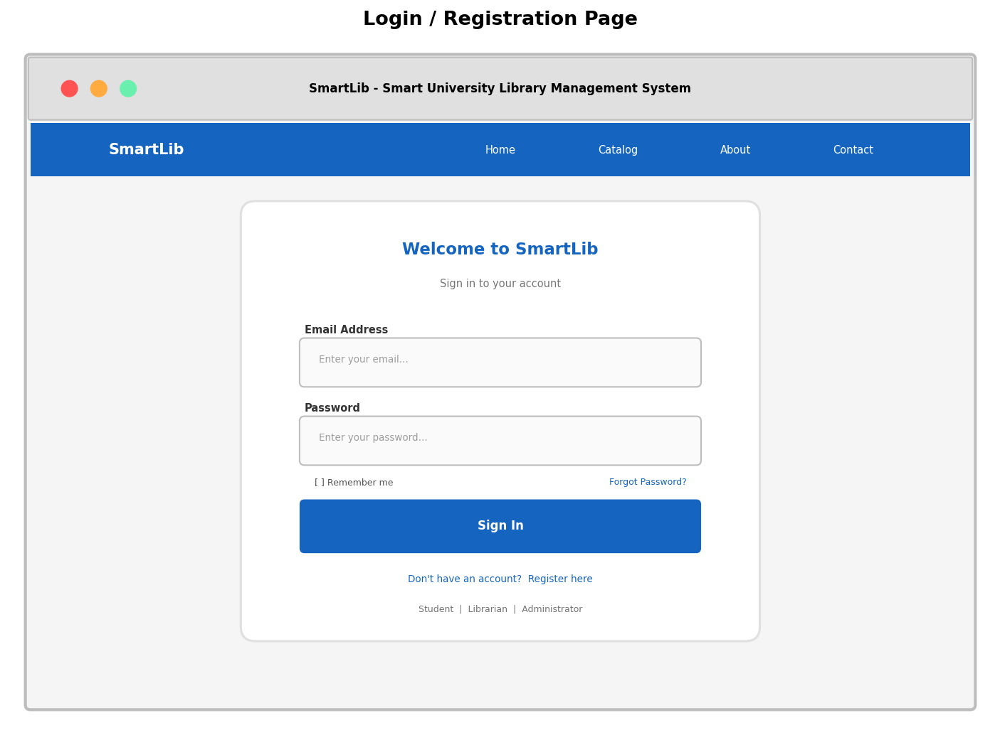 Login / Registration Page
SmartLib - Smart University Library Management System
SmartLib Home Catalog About Contact
Welcome to SmartLib
Sign in to your account
Email Address
Enter your email...
Password
Enter your password...
[ ] Remember me Forgot Password?
Sign In
Don't have an account?  Register here
Student  |  Librarian  |  Administrator